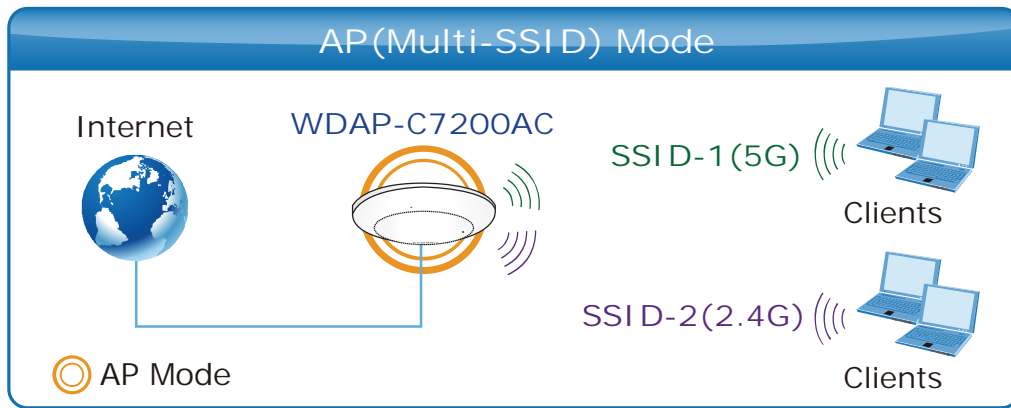 AP(Multi-SSID) Mode
Internet
WDAP-C7200AC
SSID-1(5G)
Clients
SSID-2(2.4G)
Clients
AP Mode